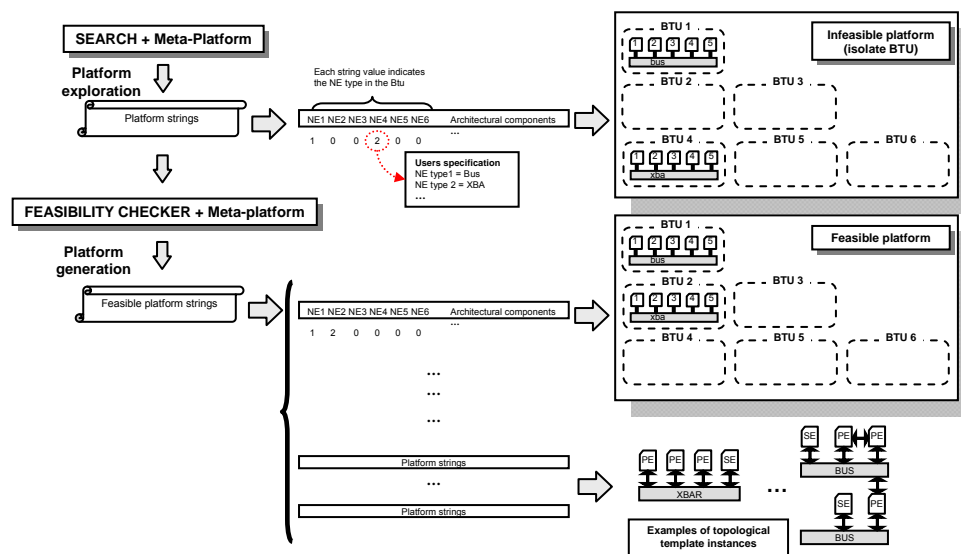 SEARCH + Meta-Platform
Platform
exploration
Platform strings
Each string value indicates
the NE type in the Btu
NE1 NE2 NE3 NE4 NE5 NE6 Architectural components
...
1 0 0 2 0 0
Users specification
NE type1 = Bus
NE type 2 = XBA
...
BTU 1
1 2 3 4 5
bus
Infeasible platform
(isolate BTU)
BTU 2
BTU 3
BTU 4
1 2 3 4 5
xba
BTU 5
BTU 6
FEASIBILITY CHECKER + Meta-platform
Platform
generation
Feasible platform strings
NE1 NE2 NE3 NE4 NE5 NE6 Architectural components
...
1 2 0 0 0 0
BTU 1
1 2 3 4 5
bus
Feasible platform
BTU 2
1 2 3 4 5
xba
BTU 3
BTU 4
BTU 5
BTU 6
...
...
...
Platform strings
...
Platform strings
PE PE PE SE
XBAR
...
SE PE PE
BUS
SE PE
BUS
Examples of topological
template instances